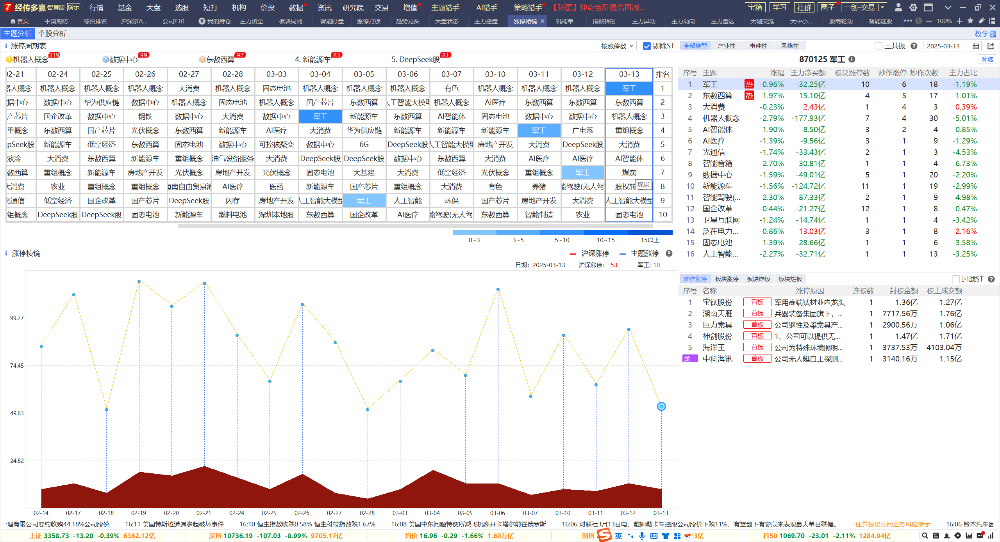 经传多赢 智尊版 演示 行情 基金 大盘 选股 短打 机构 价投 数据 资讯 研究院 交易 增值 主题猎手 AI猎手 策略猎手 【彩蛋】神奇色阶最高再减... 宝箱 学习 社群 圈子 一创-交易
首页 中国海防 综合排名 沪深京A... 公司F10 我的持仓 主力资金 板块同列 智能盯盘 涨停打板 趋势龙头 大盘状态 主力控盘 涨停棱镜 机构单 指数择时 主力异动 主力动向 主力雷达 大咖交流 大中小... 股商轮动 智能选股 100%
主题分析 个股分析 教学
涨停周期表 按涨停数 剔除ST
1 机器人概念 319 2 数据中心 99 3 东数西算 97 4. 新能源车 83 5. DeepSeek股 81
02-21 02-24 02-25 02-26 02-27 02-28 03-03 03-04 03-05 03-06 03-07 03-10 03-11 03-12 03-13 排名
器人概念 机器人概念 机器人概念 机器人概念 大消费 机器人概念 固态电池 机器人概念 机器人概念 机器人概念 有色 机器人概念 机器人概念 机器人概念 军工 1
据中心 数据中心 华为供应链 数据中心 机器人概念 固态电池 机器人概念 国产芯片 东数西算 人工智能大模型 机器人概念 AI医疗 东数西算 东数西算 东数西算 2
产芯片 国企改革 数据中心 钢铁 数据中心 大消费 数据中心 军工 新能源车 东数西算 AI智能体 固态电池 数据中心 数据中心 机器人概念 3
里概念 东数西算 国产芯片 光伏概念 东数西算 新能源车 AI医疗 大消费 华为供应链 新能源车 新能源车 新能源车 军工 广电系 重组概念 4
pSeek股 新能源车 低空经济 东数西算 固态电池 数据中心 可控核聚变 数据中心 6G DeepSeek股 人工智能大模型 房地产开发 大消费 DeepSeek股 大消费 5
液冷 大消费 东数西算 新能源车 重组概念 油气设备服务 大消费 DeepSeek股 DeepSeek股 数据中心 东数西算 大消费 AI医疗 AI医疗 AI智能体 6
数西算 重组概念 新能源车 房地产开发 光伏概念 房地产开发 光伏概念 固态电池 大基建 大消费 低空经济 光伏概念 重组概念 军工 煤炭 7
大消费 农业 重组概念 重组概念 海南自由贸易港 AI医疗 医药 新能源车 国产芯片 重组概念 大消费 有色 养猪 能驾驶(无人驾 股权转 煤炭 8
光通信 低空经济 国企改革 国产芯片 DeepSeek股 闪存 房地产开发 人工智能大模型 军工 人工智能 环保 国产芯片 房地产开发 大消费 人工智能大模型 9
组概念 DeepSeek股 DeepSeek股 固态电池 新能源车 燃料电池 深圳本地股 东数西算 国企改革 AI医疗 能驾驶(无人驾 东数西算 智能制造 农业 固态电池 10
0~3 3~5 5~10 10~15 15以上
涨停棱镜 沪深涨停 主题涨停
日期: 2025-03-13 沪深涨停: 53 军工: 10
99.27
74.45
49.63
24.82
02-14 02-17 02-18 02-19 02-20 02-21 02-24 02-25 02-26 02-27 02-28 03-03 03-04 03-05 03-06 03-07 03-10 03-11 03-12 03-13
全部类型 产业性 事件性 风格性 三共振 2025-03-13
870125 军工 筛选
序号 主题 涨幅 主力净买额 板块涨停数 炒作涨停 炒作次数 主力占比
1 军工 热 -0.96% -32.25亿 10 6 18 -1.19%
2 东数西算 热 -1.97% -15.10亿 4 5 17 -1.01%
3 大消费 -0.23% 2.43亿 1 4 3 0.39%
4 机器人概念 -2.79% -177.93亿 7 4 30 -5.01%
5 AI智能体 -1.90% -8.50亿 3 2 4 -0.85%
6 AI医疗 -1.39% -9.56亿 3 1 9 -1.29%
7 光通信 -1.74% -33.43亿 2 1 3 -4.53%
8 智能音箱 -2.70% -30.81亿 1 1 4 -6.73%
9 数据中心 -1.59% -49.01亿 5 1 20 -2.20%
10 新能源车 -1.56% -124.72亿 11 1 19 -2.99%
11 智能驾驶(... -2.30% -87.33亿 2 1 9 -4.98%
12 国企改革 -0.44% -21.27亿 12 1 8 -0.47%
13 卫星互联网 -1.24% -14.74亿 1 1 4 -3.42%
14 泛在电力... -0.86% 13.03亿 3 1 8 2.16%
15 固态电池 -1.39% -28.66亿 1 1 6 -3.58%
16 人工智能... -2.27% -32.71亿 1 1 13 -3.25%
炒作涨停 板块涨停 板块炸板 板块烂板 过滤ST
序号 名称 涨停原因 连板数 封板金额 板上成交额
1 宝钛股份 首板 军用高端钛材业内龙头 1 1.36亿 1.27亿
2 湖南天雁 首板 兵器装备集团旗下，... 1 7717.56万 1.76亿
3 巨力索具 首板 公司钢性及柔索具产... 1 2900.56万 1.06亿
4 神剑股份 首板 1、公司可以提供无... 1 1.47亿 1.71亿
5 海洋王 首板 公司为特殊环境照明... 1 3737.53万 4103.04万
龙二 中科海讯 首板 公司无人艇自主探测... 1 3140.16万 1.15亿
理有限公司要约收购44.18%公司股份 16:11 美国特斯拉遭遇多起破坏事件 16:10 恒生指数收跌0.58% 恒生科技指数跌1.67% 16:08 美国中东问题特使所乘飞机离开卡塔尔前往俄罗斯 16:06 财联社3月13日电，戴姆勒卡车控股公司股价下跌11%，有望创下有史以来表现最大单日跌幅。 证券投资顾问业务风险提示 16:06 铃木汽车因
上证 3358.73 -13.20 -0.39% 6362.12亿 深指 10736.19 -107.03 -0.99% 9705.17亿 均价 16.96 -0.29 -1.66% 1.60万亿 创指 英 亿 科50 1069.70 -23.01 -2.11% 1284.94亿